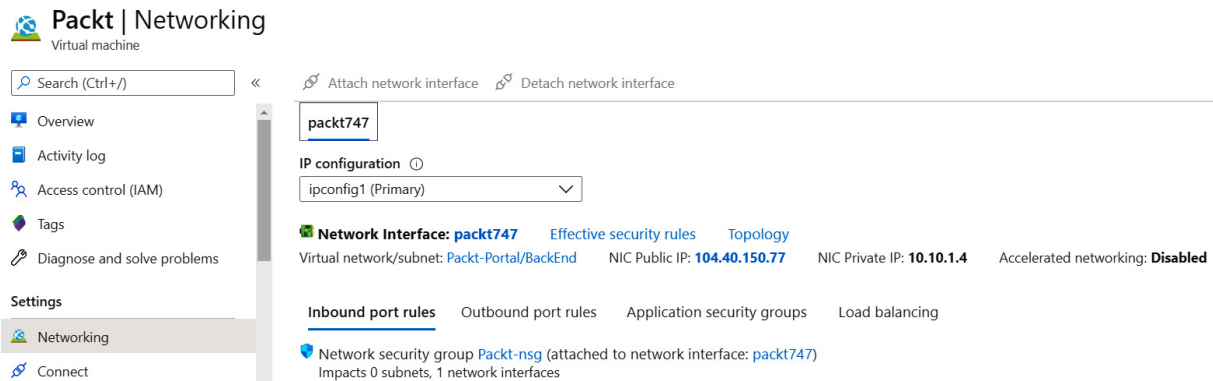 Packt | Networking
Virtual machine
Search (Ctrl+/)
«
Overview
Activity log
Access control (IAM)
Tags
Diagnose and solve problems
Settings
Networking
Connect
Attach network interface Detach network interface
packt747
IP configuration
ipconfig1 (Primary)
Network Interface: packt747 Effective security rules Topology
Virtual network/subnet: Packt-Portal/BackEnd NIC Public IP: 104.40.150.77 NIC Private IP: 10.10.1.4 Accelerated networking: Disabled
Inbound port rules Outbound port rules Application security groups Load balancing
Network security group Packt-nsg (attached to network interface: packt747)
Impacts 0 subnets, 1 network interfaces